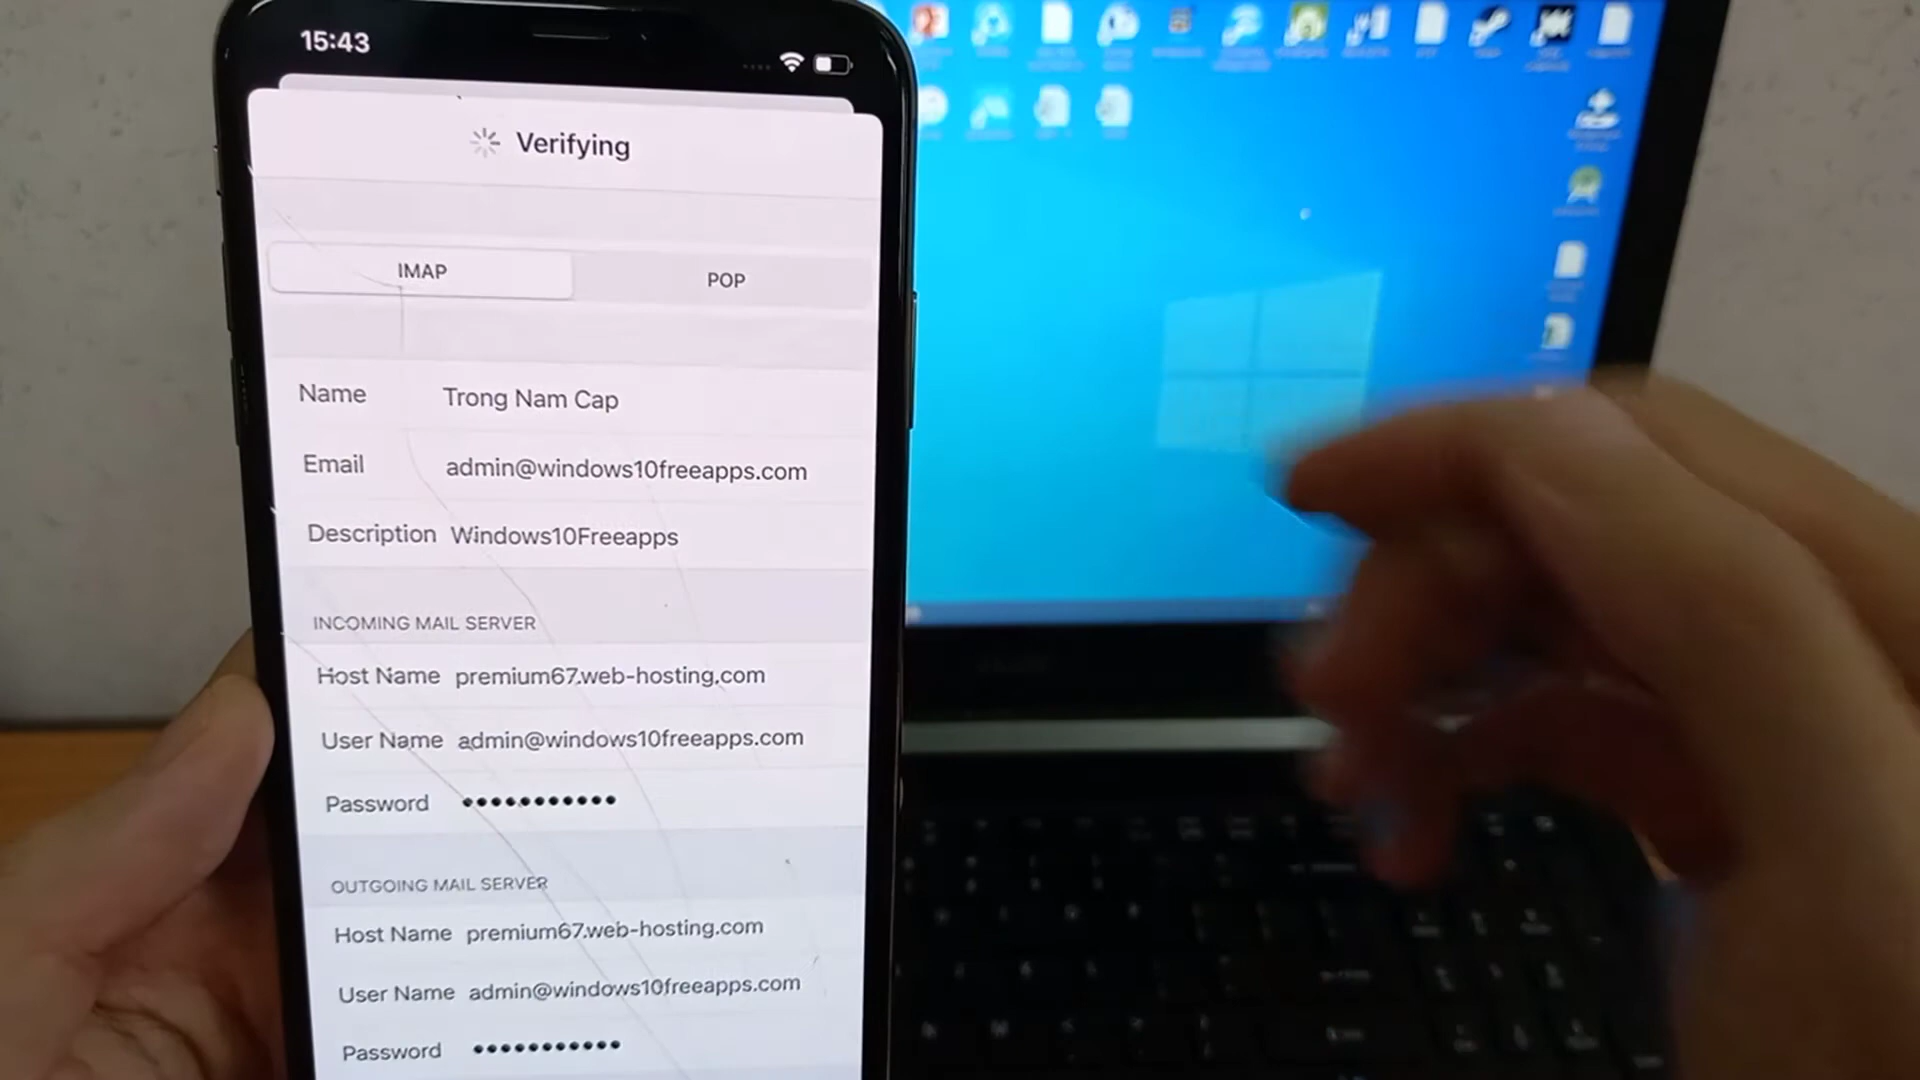 15:43
Verifying
IMAP POP
Name Trong Nam Cap
Email admin@windows10freeapps.com
Description Windows10Freeapps
INCOMING MAIL SERVER
Host Name premium67.web-hosting.com
User Name admin@windows10freeapps.com
Password ●●●●●●●●●●●
OUTGOING MAIL SERVER
Host Name premium67.web-hosting.com
User Name admin@windows10freeapps.com
Password ●●●●●●●●●●●